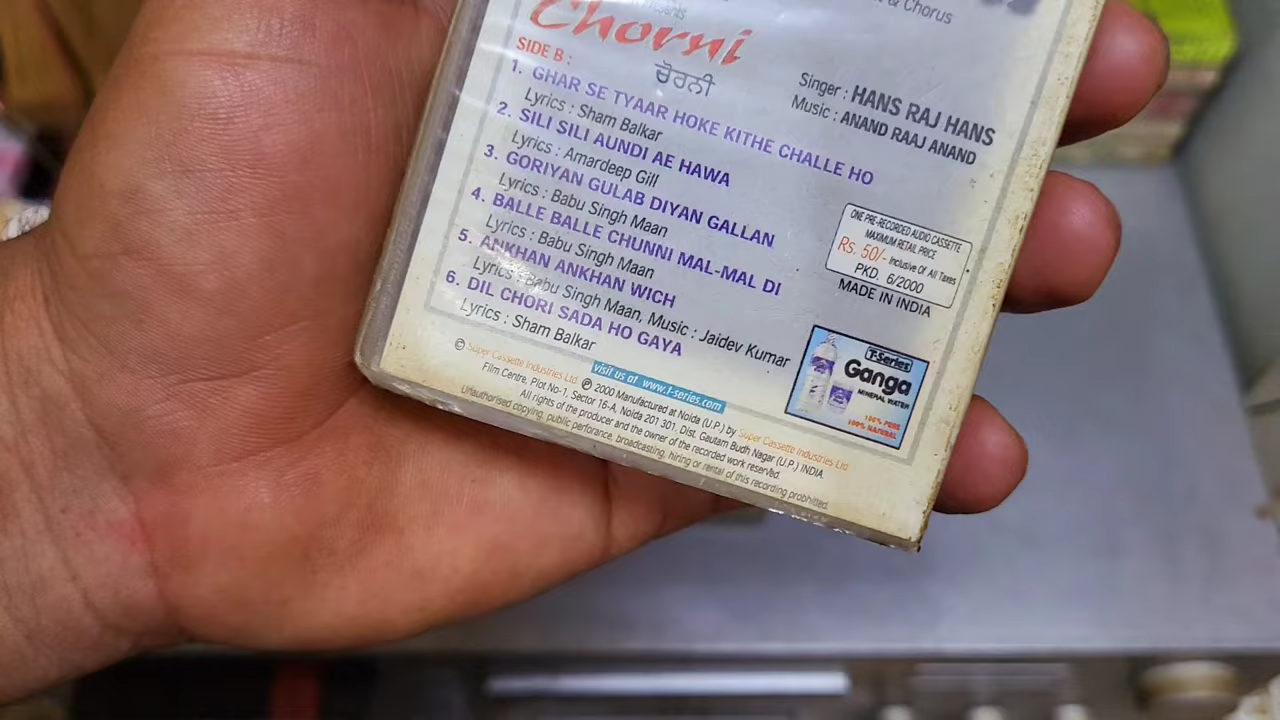 & Chorus
Chorni
ਚੋਰਨੀ
SIDE B :
Singer : HANS RAJ HANS
Music : ANAND RAAJ ANAND
1. GHAR SE TYAAR HOKE KITHE CHALLE HO
Lyrics : Sham Balkar
2. SILI SILI AUNDI AE HAWA
Lyrics : Amardeep Gill
3. GORIYAN GULAB DIYAN GALLAN
Lyrics : Babu Singh Maan
4. BALLE BALLE CHUNNI MAL-MAL DI
Lyrics : Babu Singh Maan
5. ANKHAN ANKHAN WICH
Lyrics : Babu Singh Maan, Music : Jaidev Kumar
6. DIL CHORI SADA HO GAYA
Lyrics : Sham Balkar
ONE PRE-RECORDED AUDIO CASSETTE
MAXIMUM RETAIL PRICE
Rs. 50/- Inclusive Of All Taxes
PKD. 6/2000
MADE IN INDIA
T-Series
Ganga
MINERAL WATER
100% PURE
100% NATURAL
visit us at www.t-series.com
© Super Cassette Industries Ltd. ℗ 2000 Manufactured at Noida (U.P.) by Super Cassette Industries Ltd
Film Centre, Plot No-1, Sector 16-A, Noida 201 301, Dist. Gautam Budh Nagar (U.P.) INDIA.
All rights of the producer and the owner of the recorded work reserved.
Unauthorised copying, public perforance, broadcasting, hiring or rental of this recording prohibited.